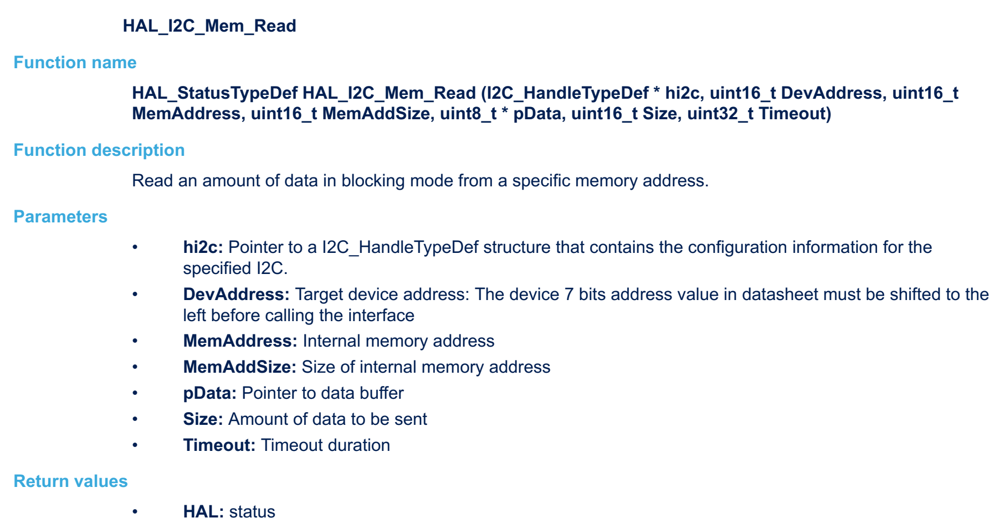 HAL_I2C_Mem_Read
Function name
HAL_StatusTypeDef HAL_I2C_Mem_Read (I2C_HandleTypeDef * hi2c, uint16_t DevAddress, uint16_t
MemAddress, uint16_t MemAddSize, uint8_t * pData, uint16_t Size, uint32_t Timeout)
Function description
Read an amount of data in blocking mode from a specific memory address.
Parameters
• hi2c: Pointer to a I2C_HandleTypeDef structure that contains the configuration information for the
specified I2C.
• DevAddress: Target device address: The device 7 bits address value in datasheet must be shifted to the
left before calling the interface
• MemAddress: Internal memory address
• MemAddSize: Size of internal memory address
• pData: Pointer to data buffer
• Size: Amount of data to be sent
• Timeout: Timeout duration
Return values
• HAL: status